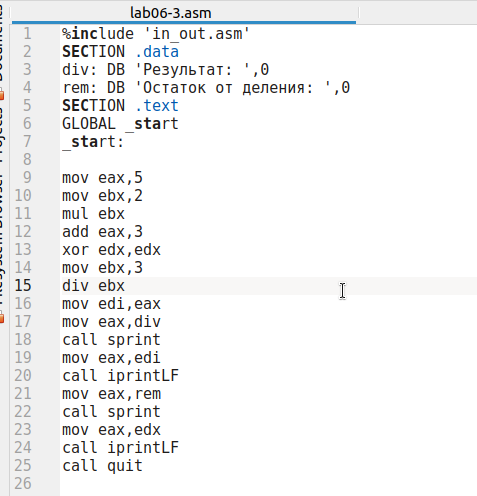 lab06-3.asm
1 %include 'in_out.asm'
2 SECTION .data
3 div: DB 'Результат: ',0
4 rem: DB 'Остаток от деления: ',0
5 SECTION .text
6 GLOBAL _start
7 _start:
8
9 mov eax,5
10 mov ebx,2
11 mul ebx
12 add eax,3
13 xor edx,edx
14 mov ebx,3
15 div ebx
16 mov edi,eax
17 mov eax,div
18 call sprint
19 mov eax,edi
20 call iprintLF
21 mov eax,rem
22 call sprint
23 mov eax,edx
24 call iprintLF
25 call quit
26